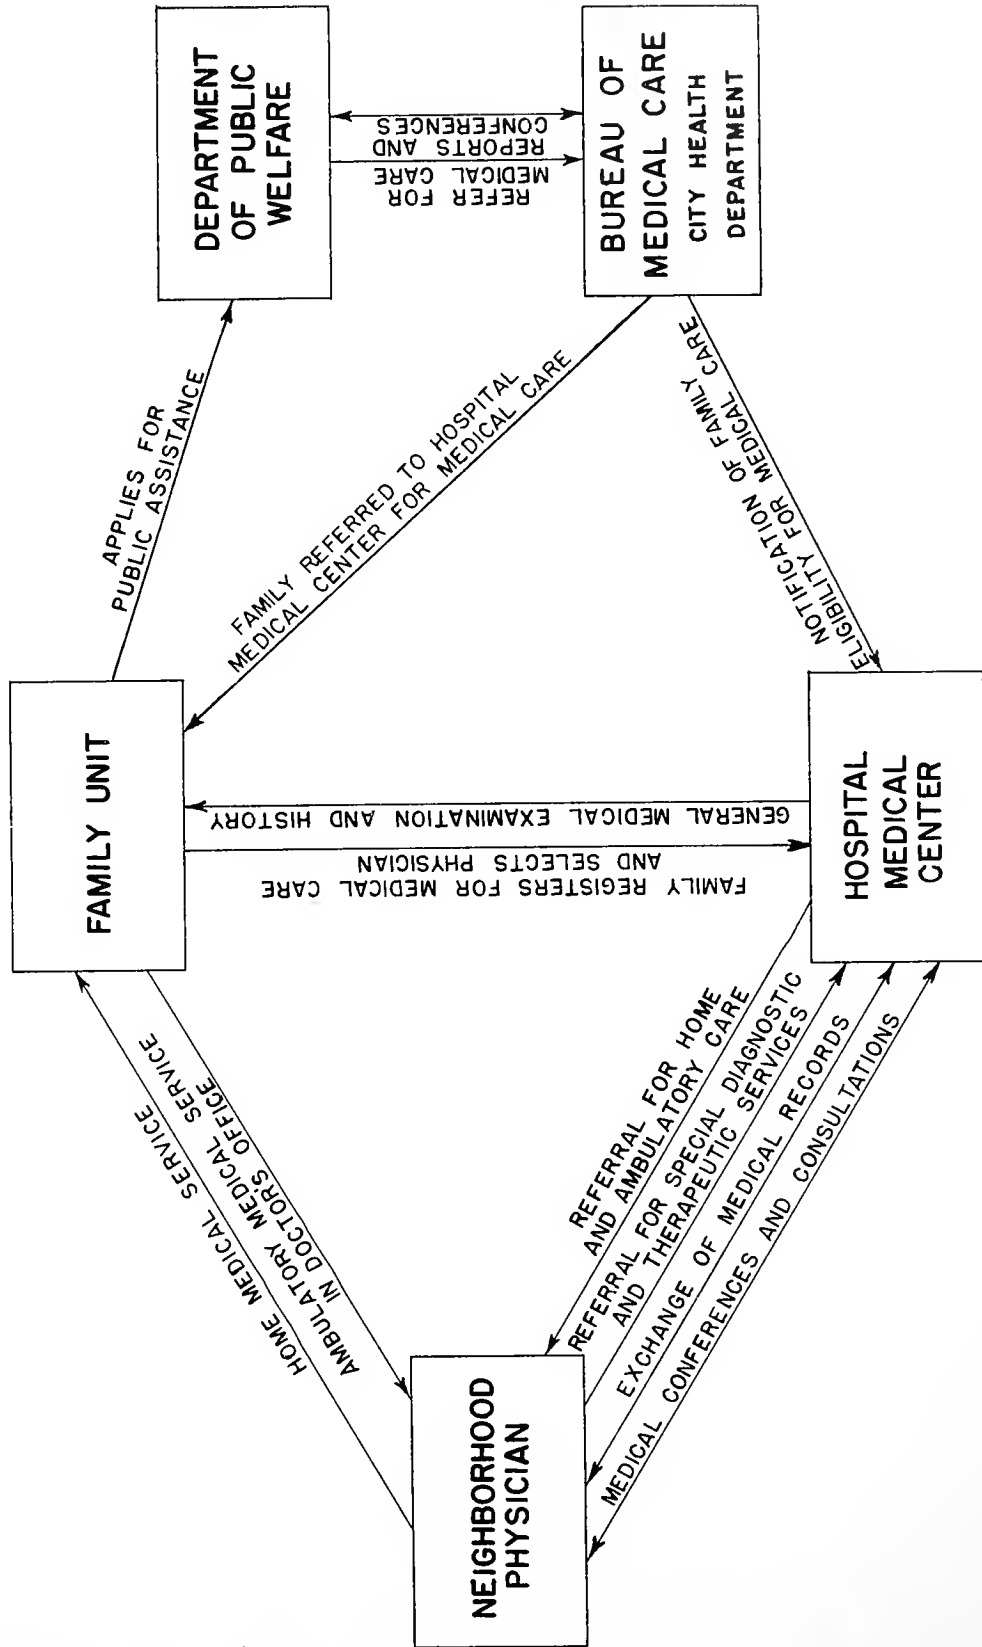 FAMILY UNIT
DEPARTMENT
OF PUBLIC
WELFARE
BUREAU OF
MEDICAL CARE
CITY HEALTH
DEPARTMENT
HOSPITAL
MEDICAL
CENTER
NEIGHBORHOOD
PHYSICIAN
APPLIES FOR
PUBLIC ASSISTANCE
REFER FOR
MEDICAL CARE
REPORTS AND
CONFERENCES
FAMILY REFERRED TO HOSPITAL
MEDICAL CENTER FOR MEDICAL CARE
NOTIFICATION OF FAMILY
ELIGIBILITY FOR MEDICAL CARE
FAMILY REGISTERS FOR MEDICAL CARE
AND SELECTS PHYSICIAN
GENERAL MEDICAL EXAMINATION AND HISTORY
REFERRAL FOR HOME
AND AMBULATORY CARE
REFERRAL FOR SPECIAL DIAGNOSTIC
AND THERAPEUTIC SERVICES
EXCHANGE OF MEDICAL RECORDS
MEDICAL CONFERENCES AND CONSULTATIONS
HOME MEDICAL SERVICE
AMBULATORY MEDICAL SERVICE
IN DOCTOR'S OFFICE